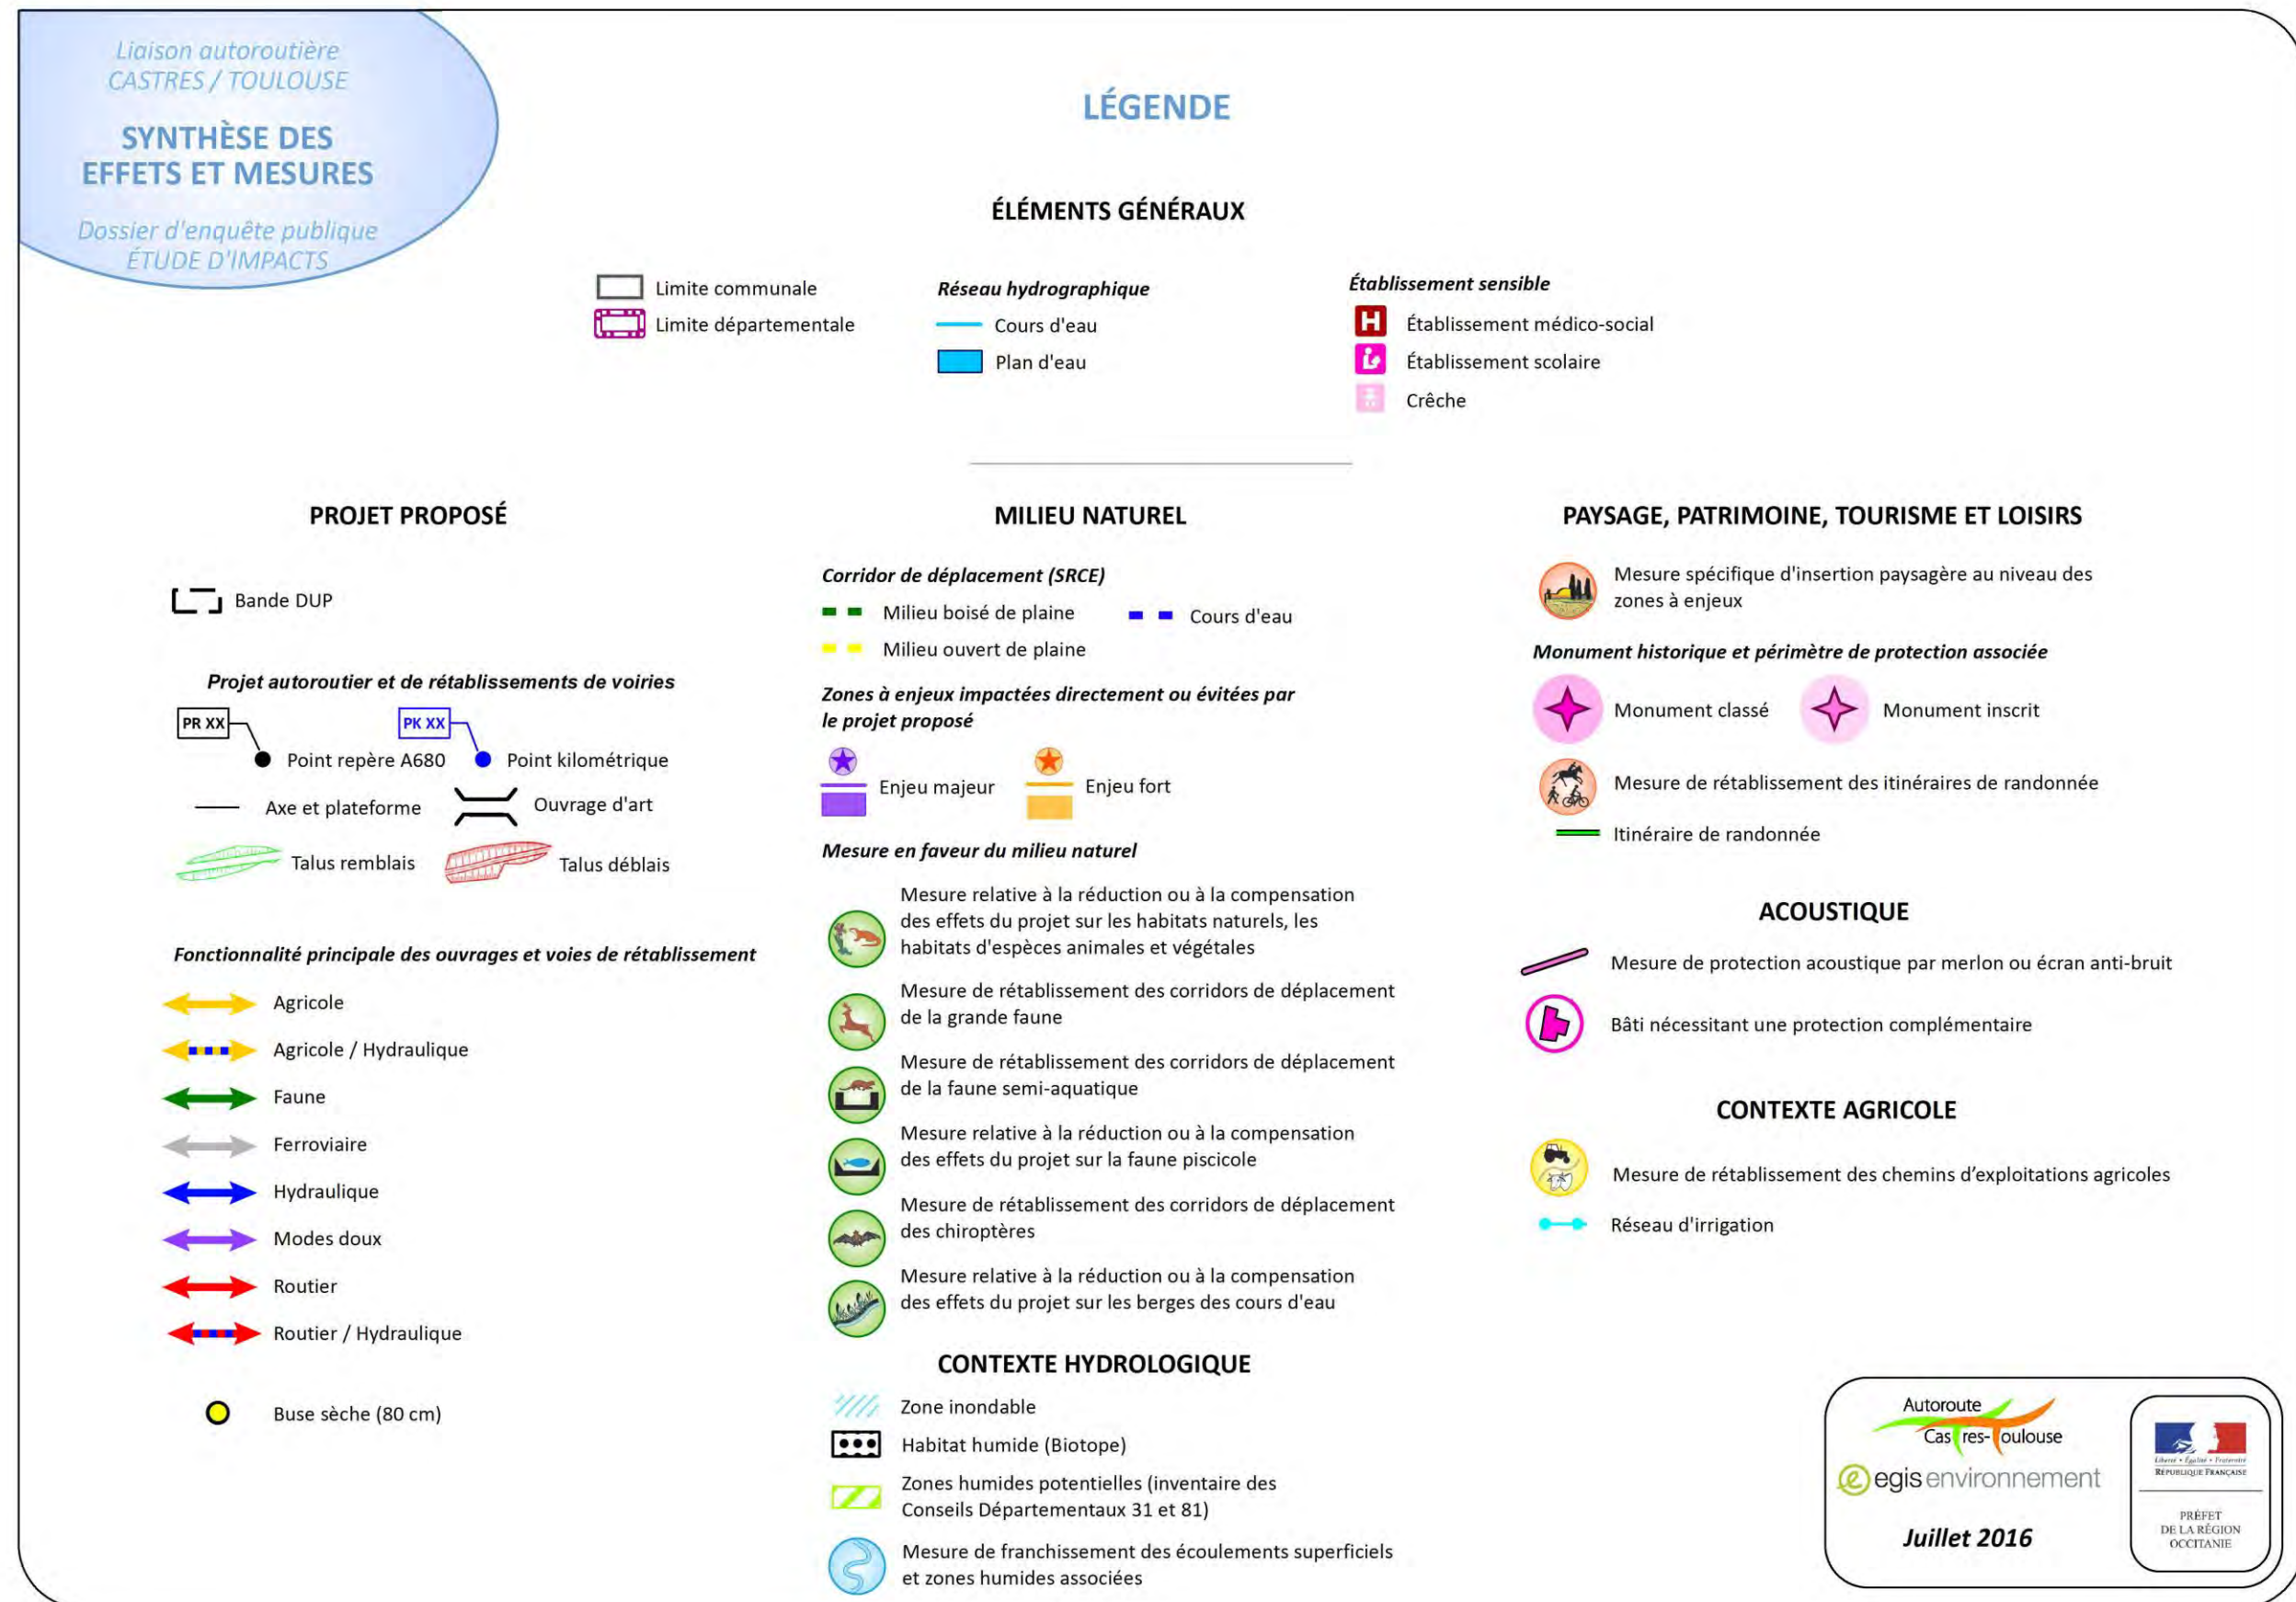 Liaison autoroutière
CASTRES / TOULOUSE
SYNTHÈSE DES
EFFETS ET MESURES
Dossier d'enquête publique
ÉTUDE D'IMPACTS
LÉGENDE
ÉLÉMENTS GÉNÉRAUX
Limite communale
Limite départementale
Réseau hydrographique
Cours d'eau
Plan d'eau
Établissement sensible
H Établissement médico-social
Établissement scolaire
Crêche
PROJET PROPOSÉ
Bande DUP
Projet autoroutier et de rétablissements de voiries
PR XX
PK XX
Point repère A680
Point kilométrique
Axe et plateforme
Ouvrage d'art
Talus remblais
Talus déblais
Fonctionnalité principale des ouvrages et voies de rétablissement
Agricole
Agricole / Hydraulique
Faune
Ferroviaire
Hydraulique
Modes doux
Routier
Routier / Hydraulique
Buse sèche (80 cm)
MILIEU NATUREL
Corridor de déplacement (SRCE)
Milieu boisé de plaine
Cours d'eau
Milieu ouvert de plaine
Zones à enjeux impactées directement ou évitées par
le projet proposé
Enjeu majeur
Enjeu fort
Mesure en faveur du milieu naturel
Mesure relative à la réduction ou à la compensation
des effets du projet sur les habitats naturels, les
habitats d'espèces animales et végétales
Mesure de rétablissement des corridors de déplacement
de la grande faune
Mesure de rétablissement des corridors de déplacement
de la faune semi-aquatique
Mesure relative à la réduction ou à la compensation
des effets du projet sur la faune piscicole
Mesure de rétablissement des corridors de déplacement
des chiroptères
Mesure relative à la réduction ou à la compensation
des effets du projet sur les berges des cours d'eau
CONTEXTE HYDROLOGIQUE
Zone inondable
Habitat humide (Biotope)
Zones humides potentielles (inventaire des
Conseils Départementaux 31 et 81)
Mesure de franchissement des écoulements superficiels
et zones humides associées
PAYSAGE, PATRIMOINE, TOURISME ET LOISIRS
Mesure spécifique d'insertion paysagère au niveau des
zones à enjeux
Monument historique et périmètre de protection associée
Monument classé
Monument inscrit
Mesure de rétablissement des itinéraires de randonnée
Itinéraire de randonnée
ACOUSTIQUE
Mesure de protection acoustique par merlon ou écran anti-bruit
Bâti nécessitant une protection complémentaire
CONTEXTE AGRICOLE
Mesure de rétablissement des chemins d’exploitations agricoles
Réseau d'irrigation
Autoroute
Castres-Toulouse
egis environnement
Juillet 2016
Liberté • Égalité • Fraternité
RÉPUBLIQUE FRANÇAISE
PRÉFET
DE LA RÉGION
OCCITANIE